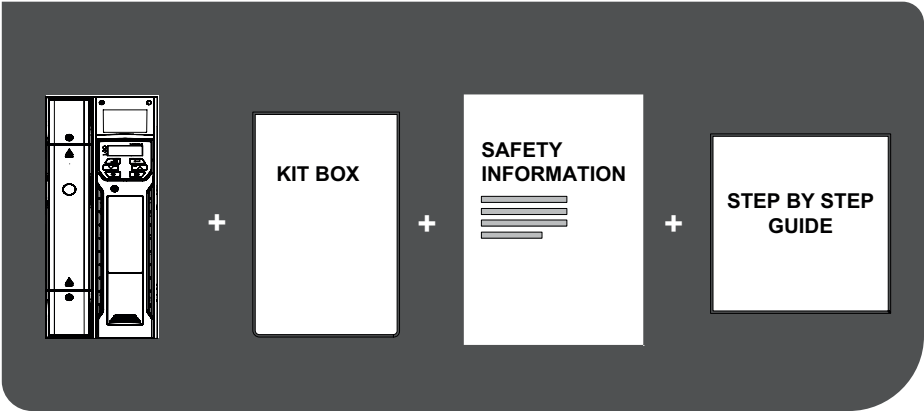 +
KIT BOX
+
SAFETY
INFORMATION
+
STEP BY STEP
GUIDE